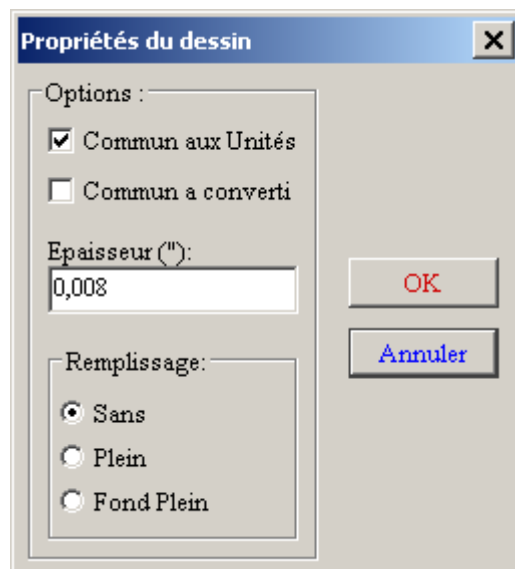 Propriétés du dessin
Options :
Commun aux Unités
Commun a converti
Epaisseur ("):
0,008
OK
Annuler
Remplissage:
Sans
Plein
Fond Plein